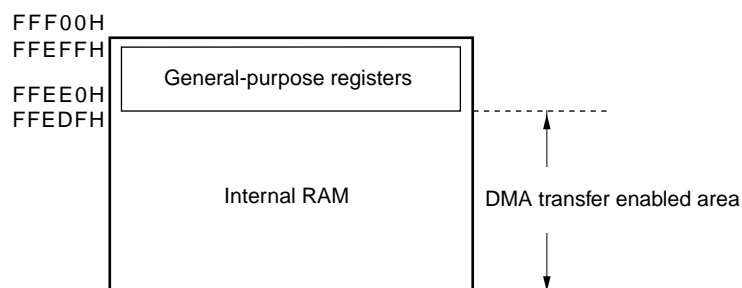 FFF00H
FFEFFH
General-purpose registers
FFEE0H
FFEDFH
Internal RAM
DMA transfer enabled area